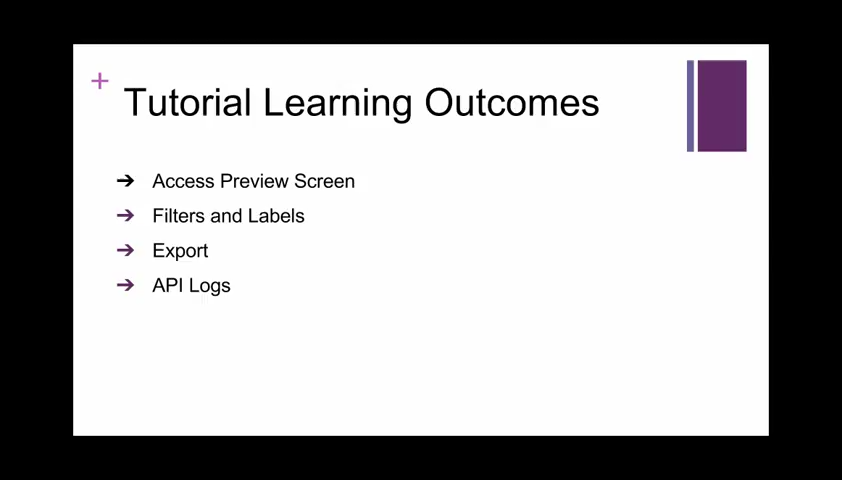 + Tutorial Learning Outcomes
➔ Access Preview Screen
➔ Filters and Labels
➔ Export
➔ API Logs